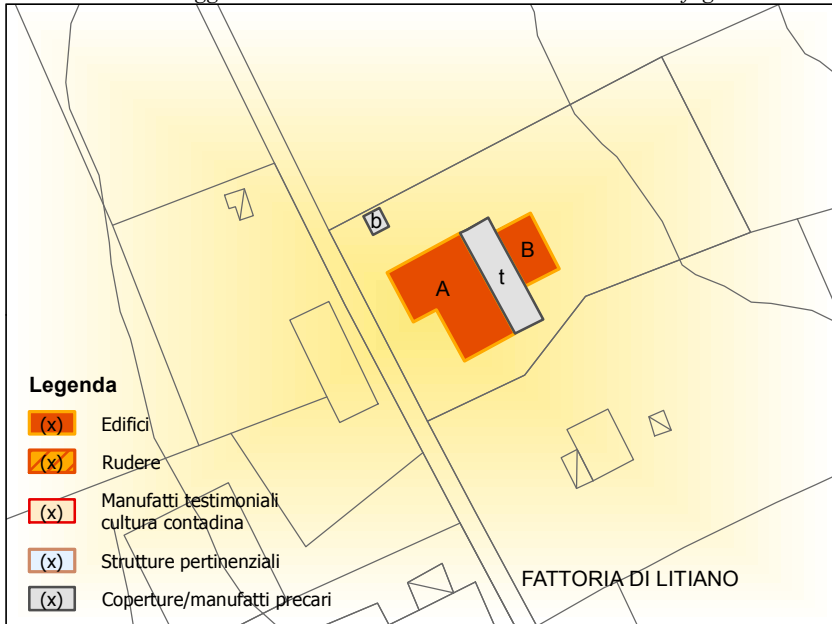 b
B
t
A
Legenda
(x) Edifici
(x) Rudere
(x) Manufatti testimoniali
cultura contadina
(x) Strutture pertinenziali
(x) Coperture/manufatti precari
FATTORIA DI LITIANO